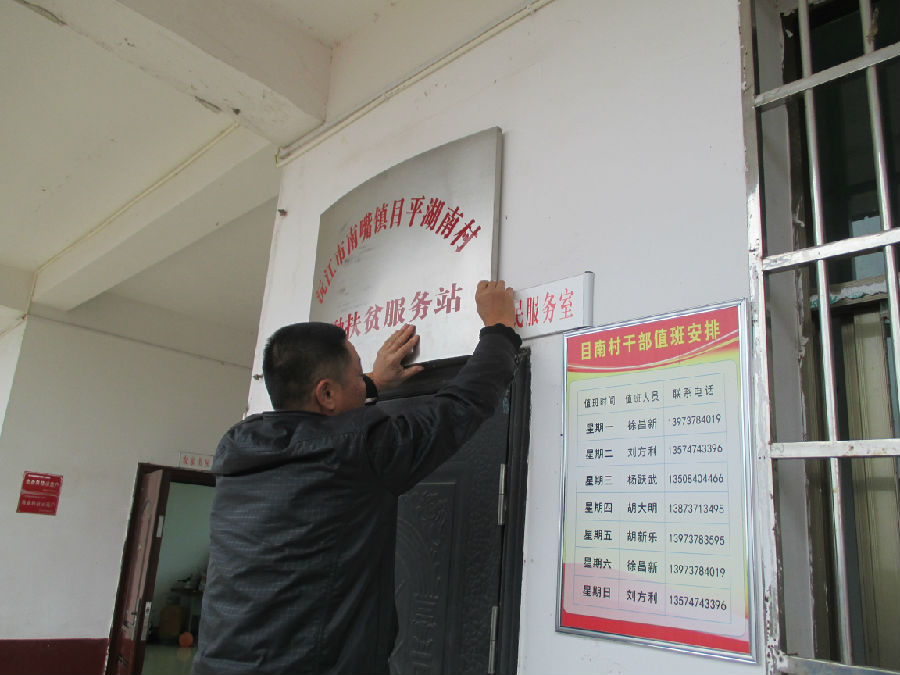 沅江市南嘴镇目平湖南村
扶贫服务站
民服务室
目南村干部值班安排
值班时间 值班人员 联系电话
星期一 徐昌新 13973784019
星期二 刘方利 13574743396
星期三 杨跃武 13508404466
星期四 胡大明 13873713495
星期五 胡新乐 13973783595
星期六 徐昌新 13973784019
星期日 刘方利 13574743396